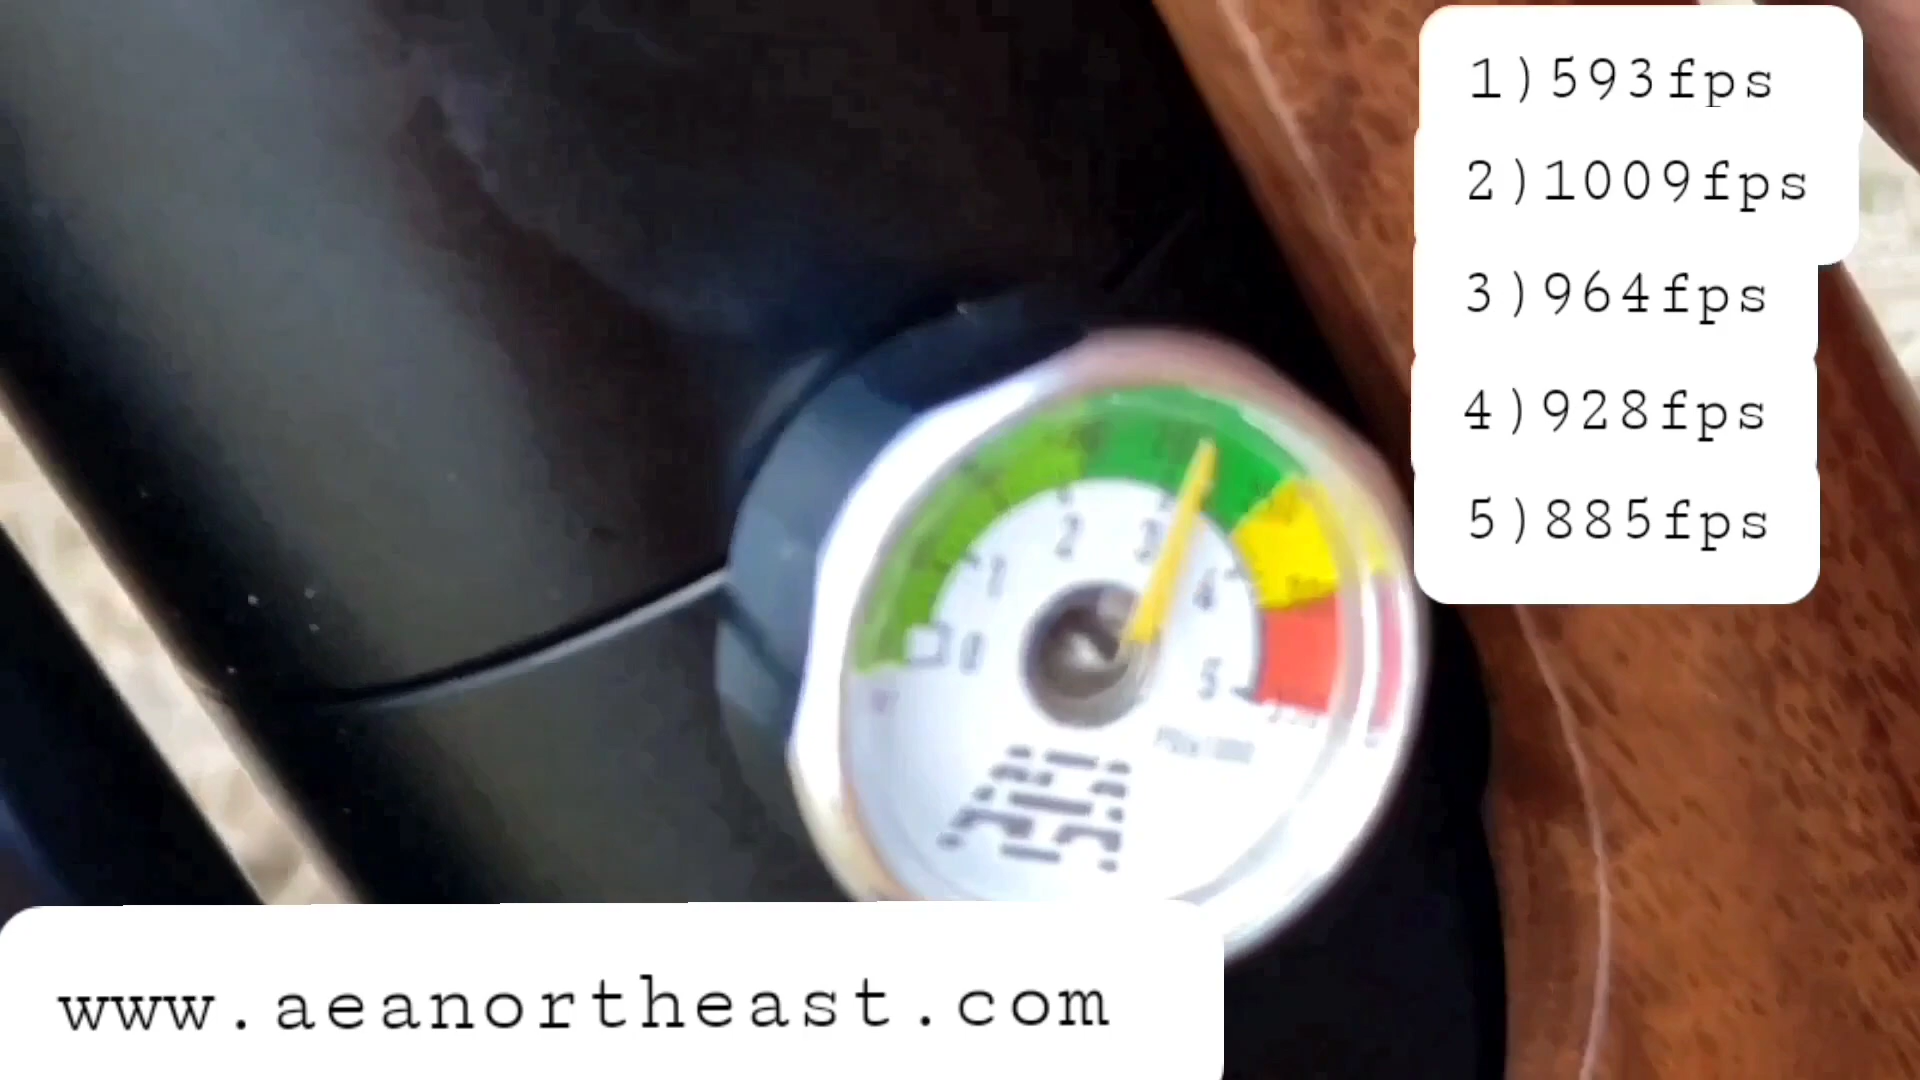 1)593fps
2)1009fps
3)964fps
4)928fps
5)885fps
2
3
1
4
0
5
www.aeanortheast.com